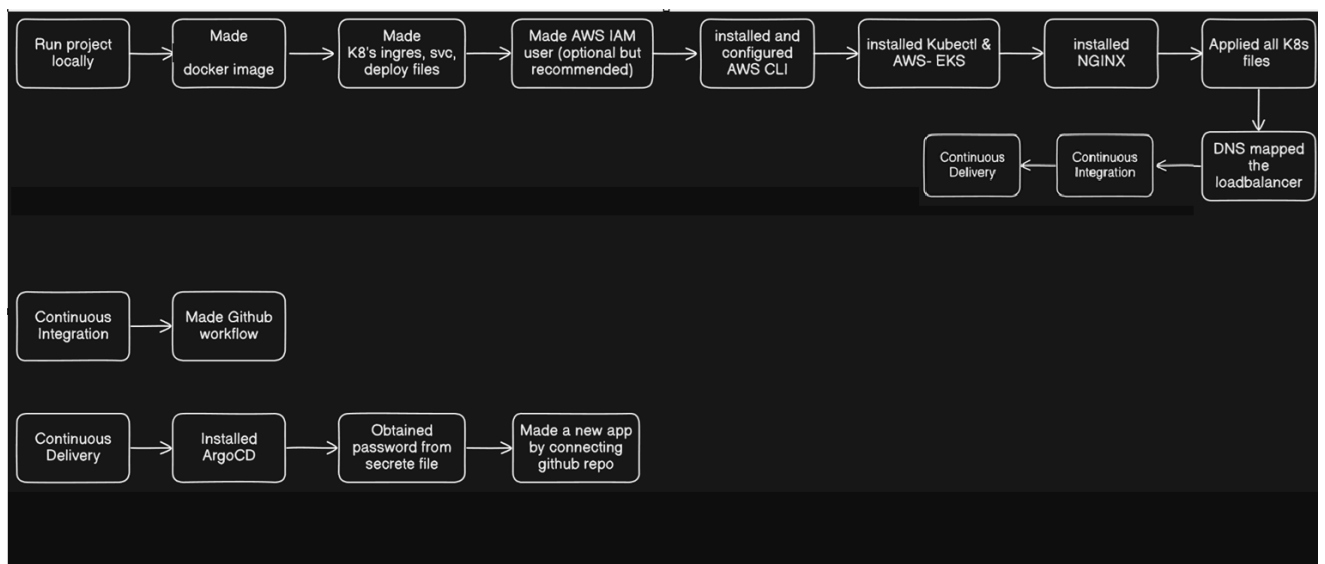 Run project
locally
Made
docker image
Made
K8's ingres, svc,
deploy files
Made AWS IAM
user (optional but
recommended)
installed and
configured
AWS CLI
installed Kubectl &
AWS- EKS
installed
NGINX
Applied all K8s
files
DNS mapped
the
loadbalancer
Continuous
Integration
Continuous
Delivery
Continuous
Integration
Made Github
workflow
Continuous
Delivery
Installed
ArgoCD
Obtained
password from
secrete file
Made a new app
by connecting
github repo